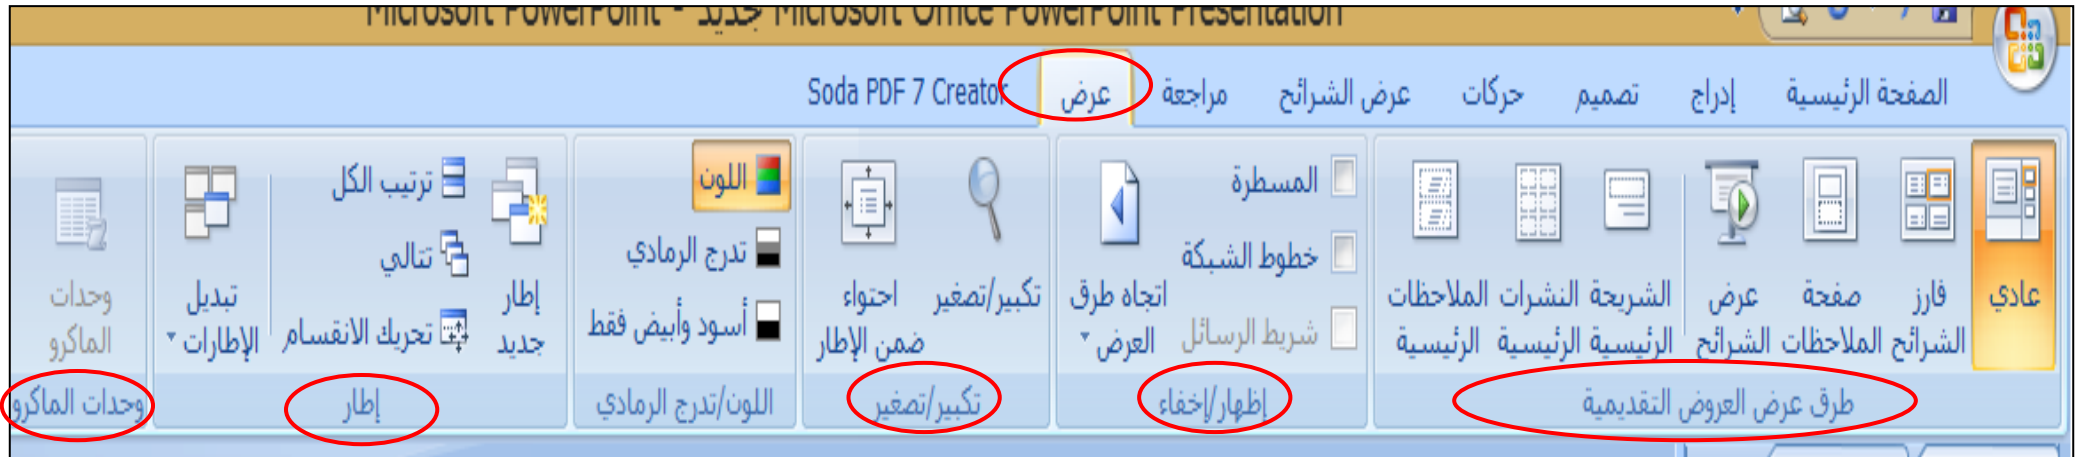 Microsoft PowerPoint - جديد Microsoft Office PowerPoint Presentation
الصفحة الرئيسية إدراج تصميم حركات عرض الشرائح مراجعة عرض Soda PDF 7 Creator
عادي
فارز
الشرائح
صفحة
الملاحظات
عرض
الشرائح
الشريحة
الرئيسية
النشرات
الرئيسية
الملاحظات
الرئيسية
طرق عرض العروض التقديمية
المسطرة
خطوط الشبكة
شريط الرسائل
اتجاه طرق
العرض
إظهار/إخفاء
تكبير/تصغير
احتواء
ضمن الإطار
تكبير/تصغير
اللون
تدرج الرمادي
أسود وأبيض فقط
اللون/تدرج الرمادي
إطار
جديد
ترتيب الكل
تتالي
تحريك الانقسام
تبديل
الإطارات
إطار
وحدات
الماكرو
وحدات الماكرو